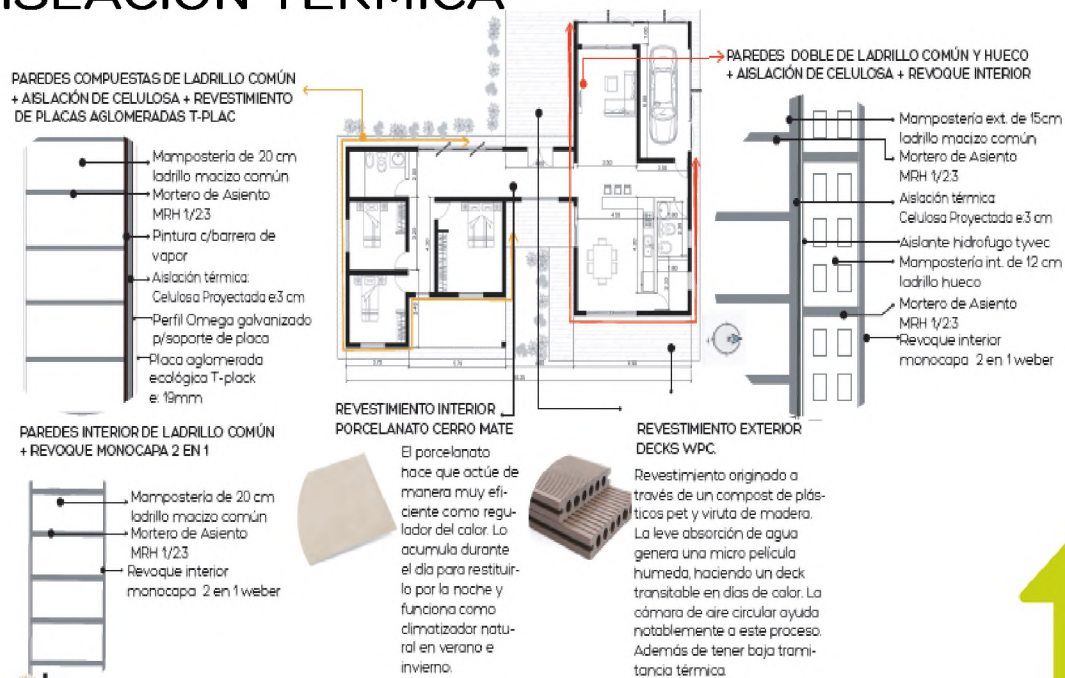 AISLACIÓN TÉRMICA
PAREDES COMPUESTAS DE LADRILLO COMÚN
+ AISLACIÓN DE CELULOSA + REVESTIMIENTO
DE PLACAS AGLOMERADAS T-PLAC
Mampostería de 20 cm
ladrillo macizo común
Mortero de Asiento
MRH 1/2:3
Pintura c/barrera de
vapor
Aislación térmica:
Celulosa Proyectada e:3 cm
Perfil Omega galvanizado
p/soporte de placa
Placa aglomerada
ecológica T-plack
e: 19mm
PAREDES INTERIOR DE LADRILLO COMÚN
+ REVOQUE MONOCAPA 2 EN 1
Mampostería de 20 cm
ladrillo macizo común
Mortero de Asiento
MRH 1/2:3
Revoque interior
monocapa 2 en 1 weber
PAREDES DOBLE DE LADRILLO COMÚN Y HUECO
+ AISLACIÓN DE CELULOSA + REVOQUE INTERIOR
Mampostería ext. de 15cm
ladrillo macizo común
Mortero de Asiento
MRH 1/2:3
Aislación térmica
Celulosa Proyectada e:3 cm
Aislante hidrofugo tyvec
Mampostería int. de 12 cm
ladrillo hueco
Mortero de Asiento
MRH 1/2:3
Revoque interior
monocapa 2 en 1 weber
REVESTIMIENTO INTERIOR
PORCELANATO CERRO MATE
El porcelanato
hace que actúe de
manera muy efi-
ciente como regu-
lador del calor. Lo
acumula durante
el día para restituir-
lo por la noche y
funciona como
climatizador natu-
ral en verano e
invierno.
REVESTIMIENTO EXTERIOR
DECKS WPC.
Revestimiento originado a
través de un compost de plás-
ticos pet y viruta de madera.
La leve absorción de agua
genera una micro película
humeda, haciendo un deck
transitable en días de calor. La
cámara de aire circular ayuda
notablemente a este proceso.
Además de tener baja trami-
tancia térmica